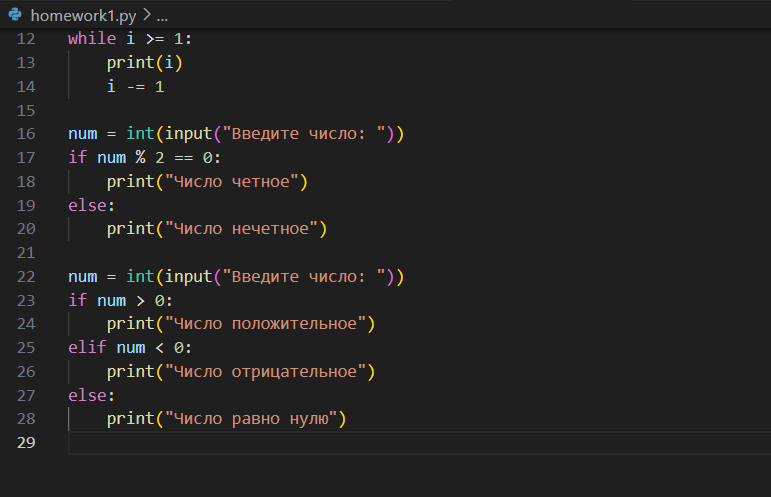 homework1.py > ...
12 while i >= 1:
13     print(i)
14     i -= 1
15
16 num = int(input("Введите число: "))
17 if num % 2 == 0:
18     print("Число четное")
19 else:
20     print("Число нечетное")
21
22 num = int(input("Введите число: "))
23 if num > 0:
24     print("Число положительное")
25 elif num < 0:
26     print("Число отрицательное")
27 else:
28     print("Число равно нулю")
29